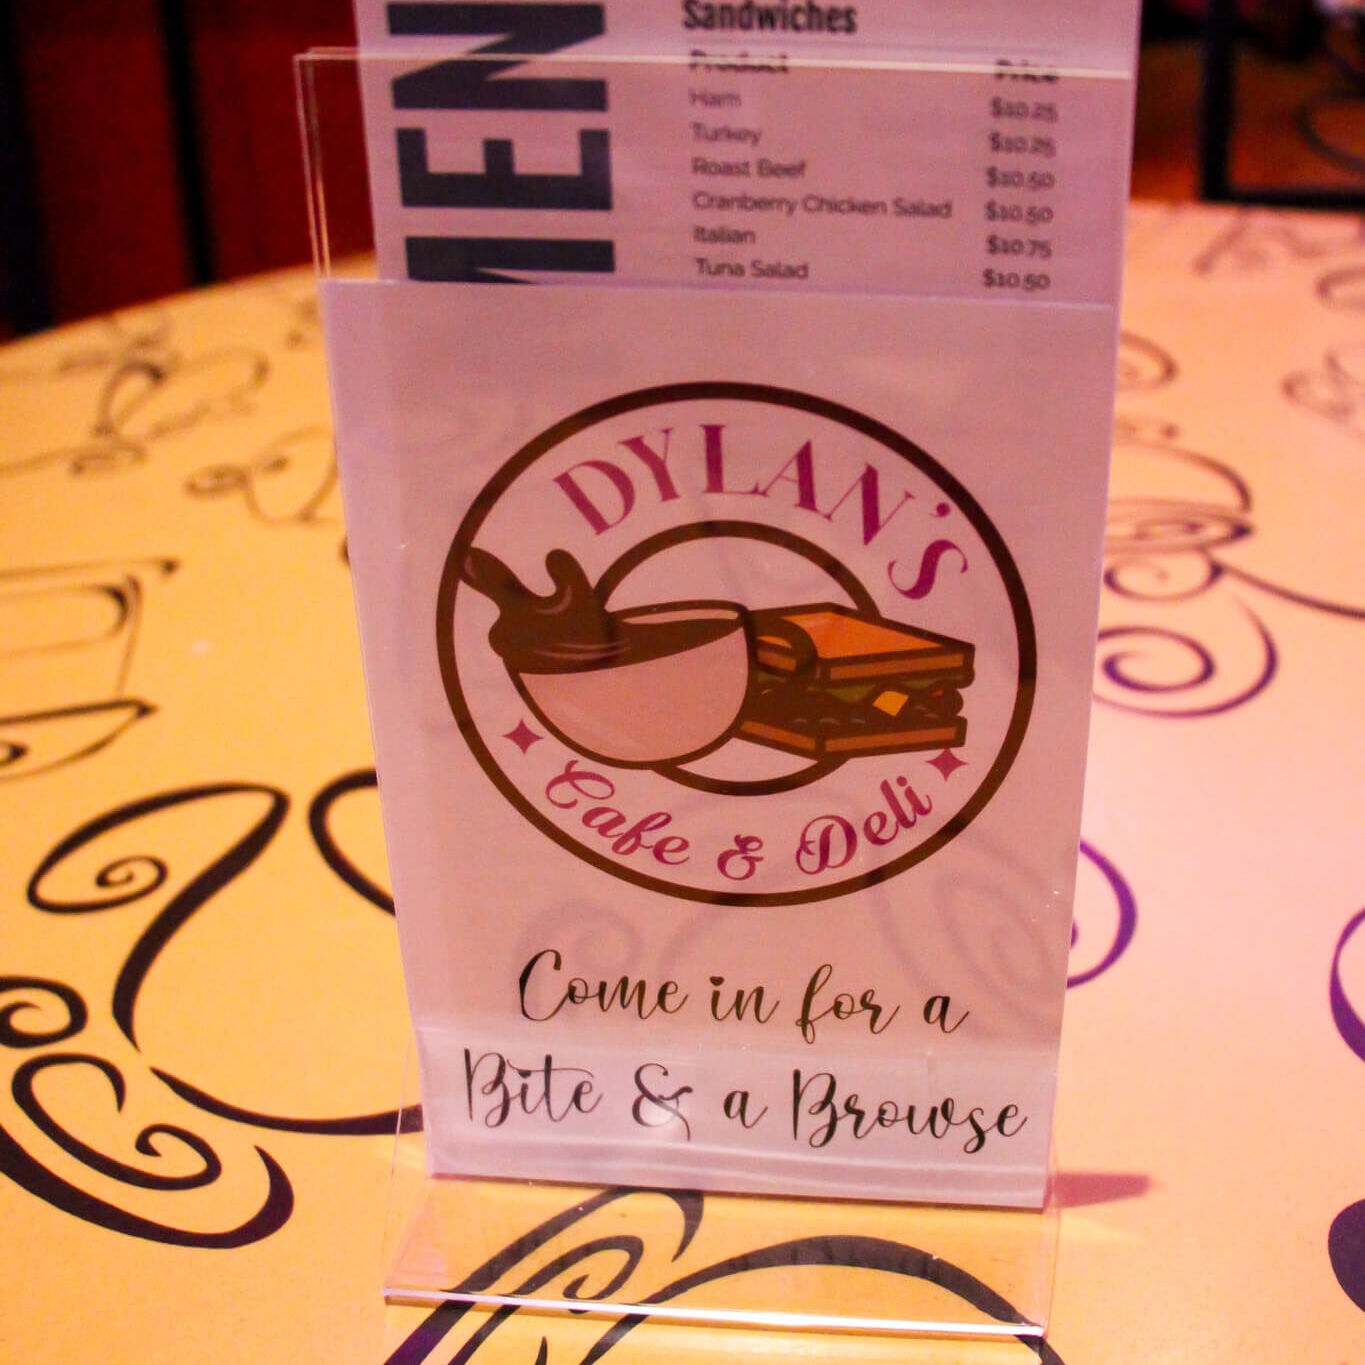 MEN
Sandwiches
Product Price
Ham $10.25
Turkey $10.25
Roast Beef $10.50
Cranberry Chicken Salad $10.50
Italian $10.75
Tuna Salad $10.50
DYLAN'S
Cafe & Deli
Come in for a
Bite & a Browse